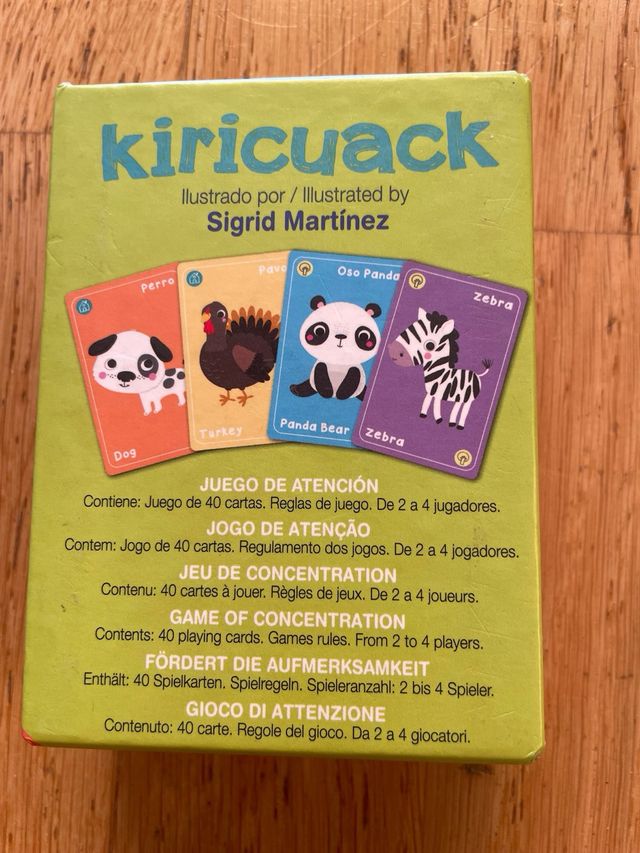 kiricuack
Ilustrado por / Illustrated by
Sigrid Martínez
Perro
Dog
Pavo
Turkey
Oso Panda
Panda Bear
Zebra
Zebra
JUEGO DE ATENCIÓN
Contiene: Juego de 40 cartas. Reglas de juego. De 2 a 4 jugadores.
JOGO DE ATENÇÃO
Contem: Jogo de 40 cartas. Regulamento dos jogos. De 2 a 4 jogadores.
JEU DE CONCENTRATION
Contenu: 40 cartes à jouer. Règles de jeux. De 2 a 4 joueurs.
GAME OF CONCENTRATION
Contents: 40 playing cards. Games rules. From 2 to 4 players.
FÖRDERT DIE AUFMERKSAMKEIT
Enthält: 40 Spielkarten. Spielregeln. Spieleranzahl: 2 bis 4 Spieler.
GIOCO DI ATTENZIONE
Contenuto: 40 carte. Regole del gioco. Da 2 a 4 giocatori.